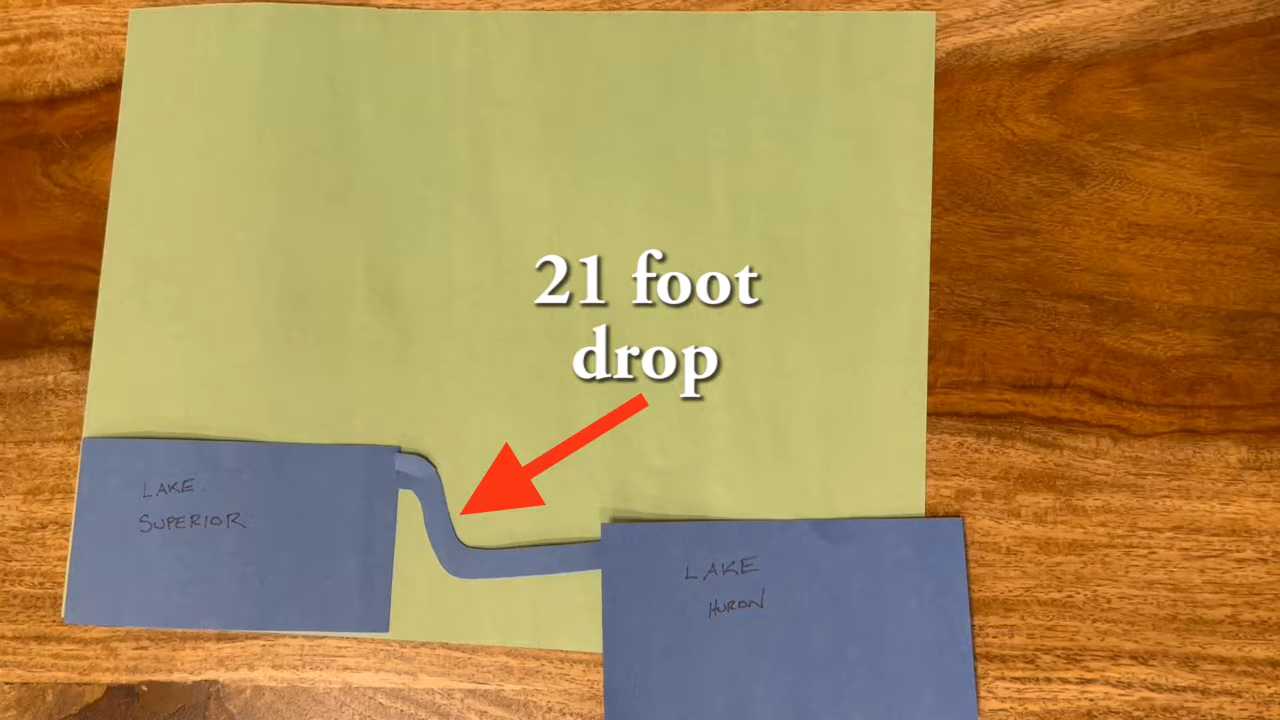 21 foot
drop
LAKE
SUPERIOR
LAKE
HURON